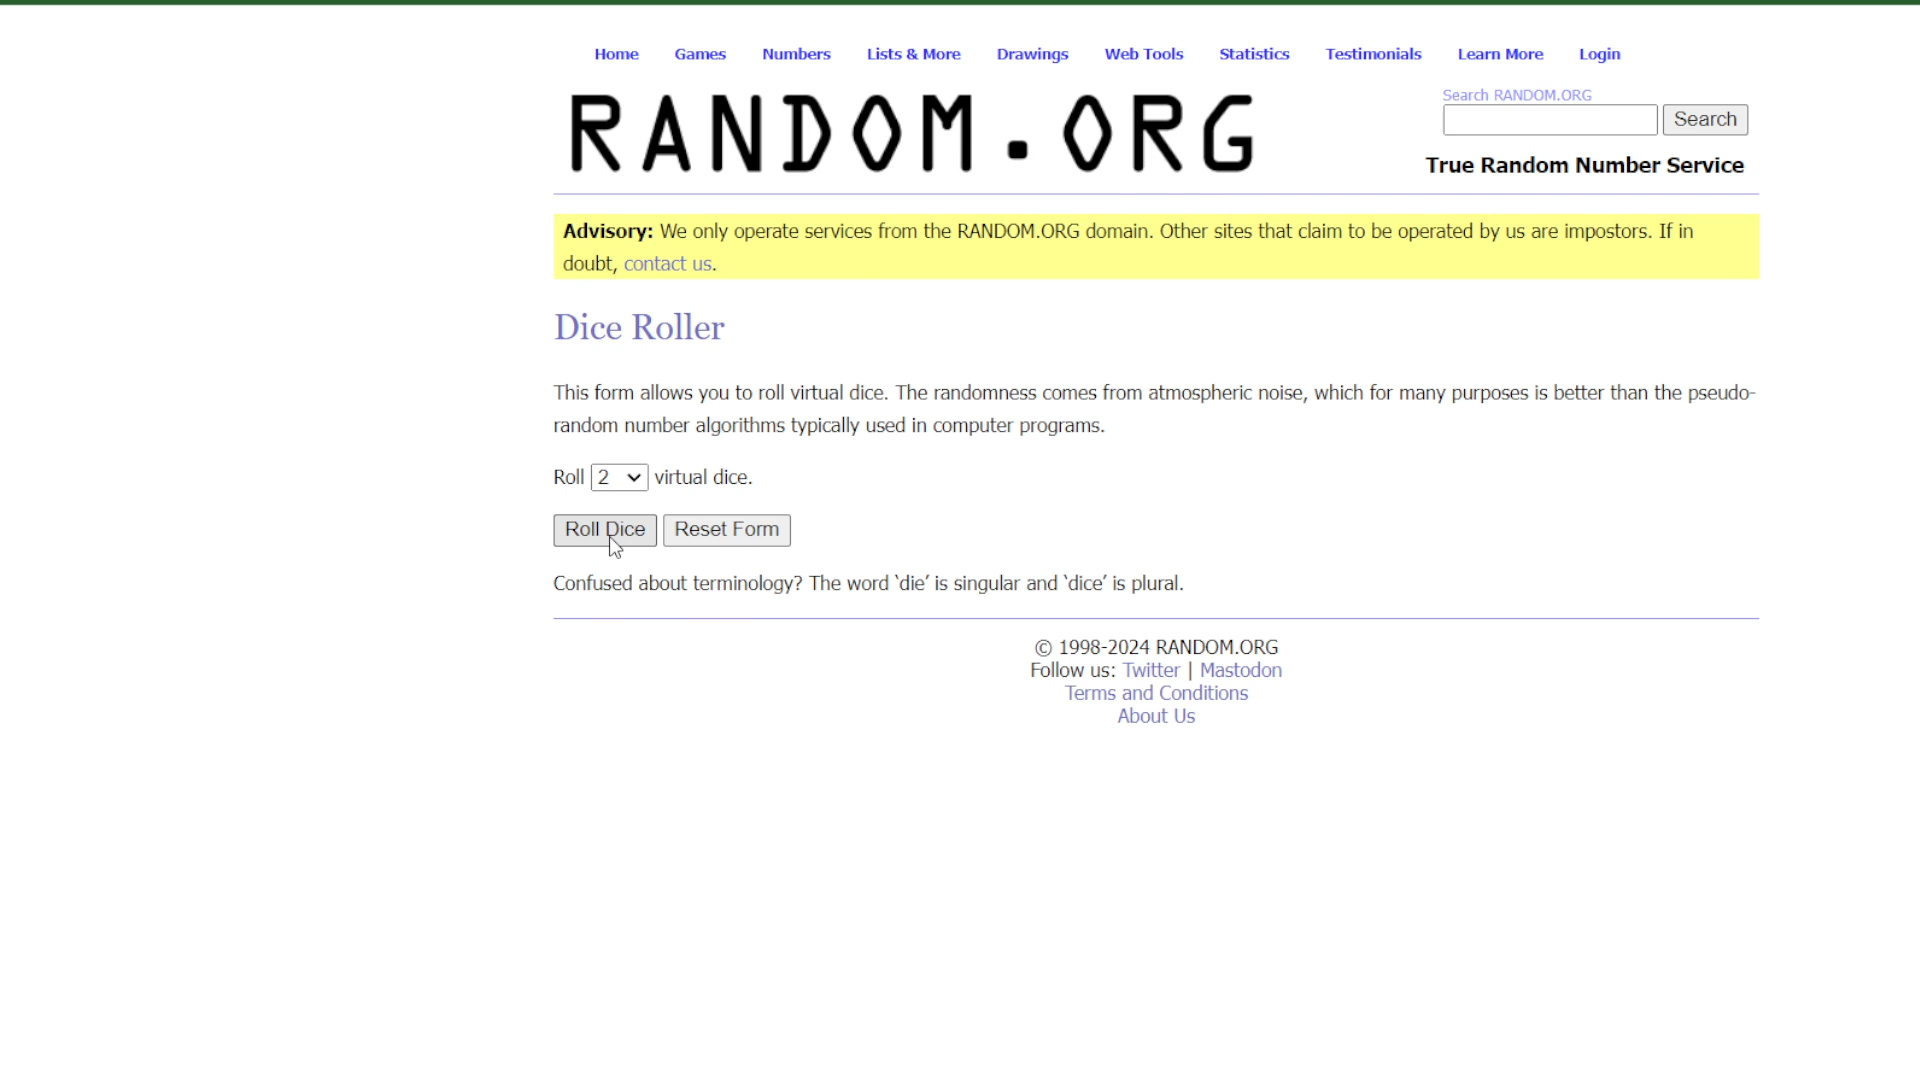 Home Games Numbers Lists & More Drawings Web Tools Statistics Testimonials Learn More Login
RANDOM.ORG
Search RANDOM.ORG
Search
True Random Number Service
Advisory: We only operate services from the RANDOM.ORG domain. Other sites that claim to be operated by us are impostors. If in
doubt, contact us.
Dice Roller
This form allows you to roll virtual dice. The randomness comes from atmospheric noise, which for many purposes is better than the pseudo-
random number algorithms typically used in computer programs.
Roll 2 virtual dice.
Roll Dice Reset Form
Confused about terminology? The word ‘die’ is singular and ‘dice’ is plural.
© 1998-2024 RANDOM.ORG
Follow us: Twitter | Mastodon
Terms and Conditions
About Us